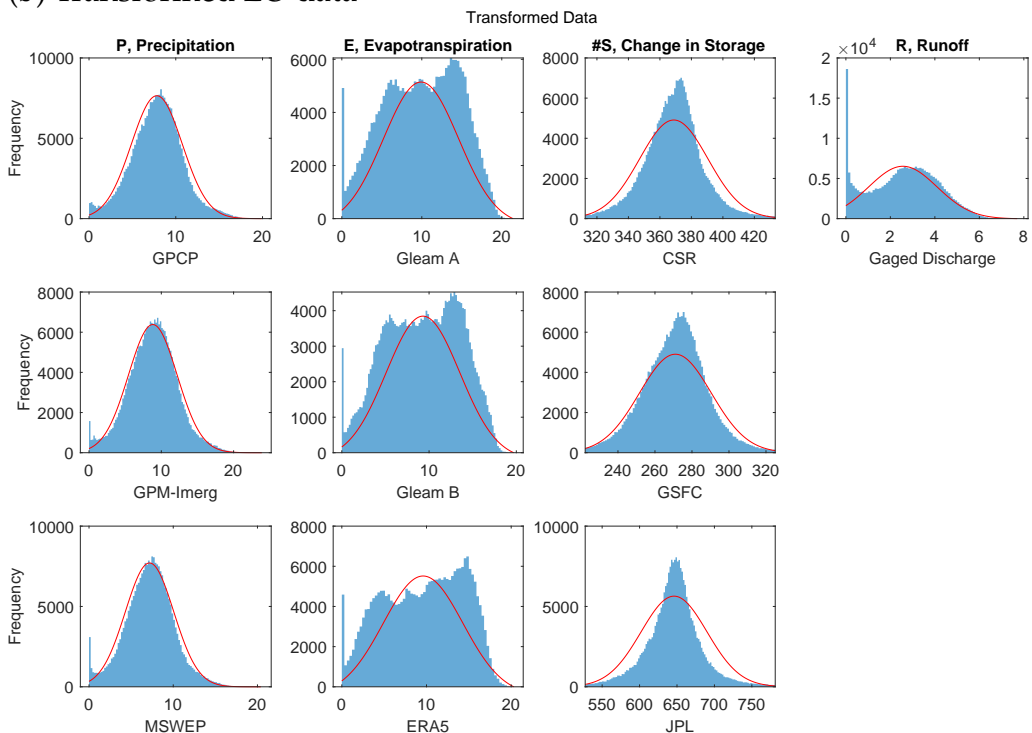 (b) Transformed EO data
Transformed Data
P, Precipitation
E, Evapotranspiration
#S, Change in Storage
R, Runoff
×10^4
10000
5000
0
Frequency
0 10 20
GPCP
6000
4000
2000
0
0 10 20
Gleam A
8000
6000
4000
2000
0
320 340 360 380 400 420
CSR
2
1.5
1
0.5
0
0 2 4 6 8
Gaged Discharge
8000
6000
4000
2000
0
Frequency
0 10 20
GPM-Imerg
4000
3000
2000
1000
0
0 10 20
Gleam B
8000
6000
4000
2000
0
240 260 280 300 320
GSFC
10000
5000
0
Frequency
0 10 20
MSWEP
8000
6000
4000
2000
0
0 10 20
ERA5
10000
5000
0
550 600 650 700 750
JPL